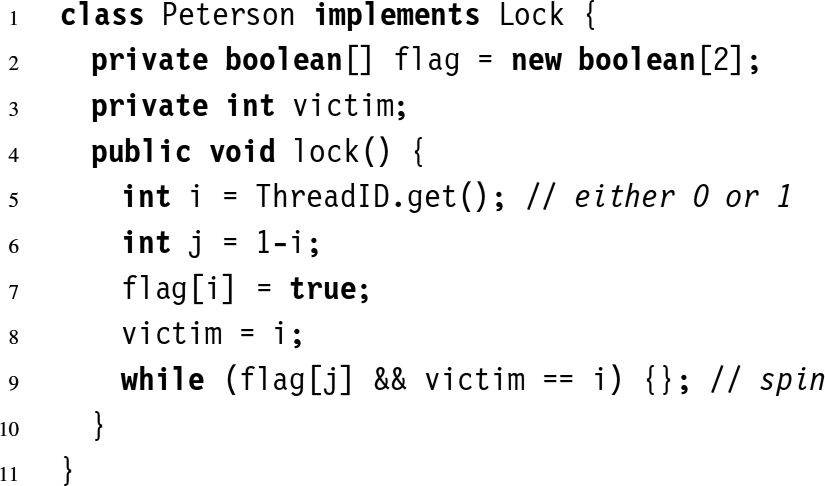 1 class Peterson implements Lock {
2 private boolean[] flag = new boolean[2];
3 private int victim;
4 public void lock() {
5 int i = ThreadID.get(); // either 0 or 1
6 int j = 1-i;
7 flag[i] = true;
8 victim = i;
9 while (flag[j] && victim == i) {}; // spin
10 }
11 }